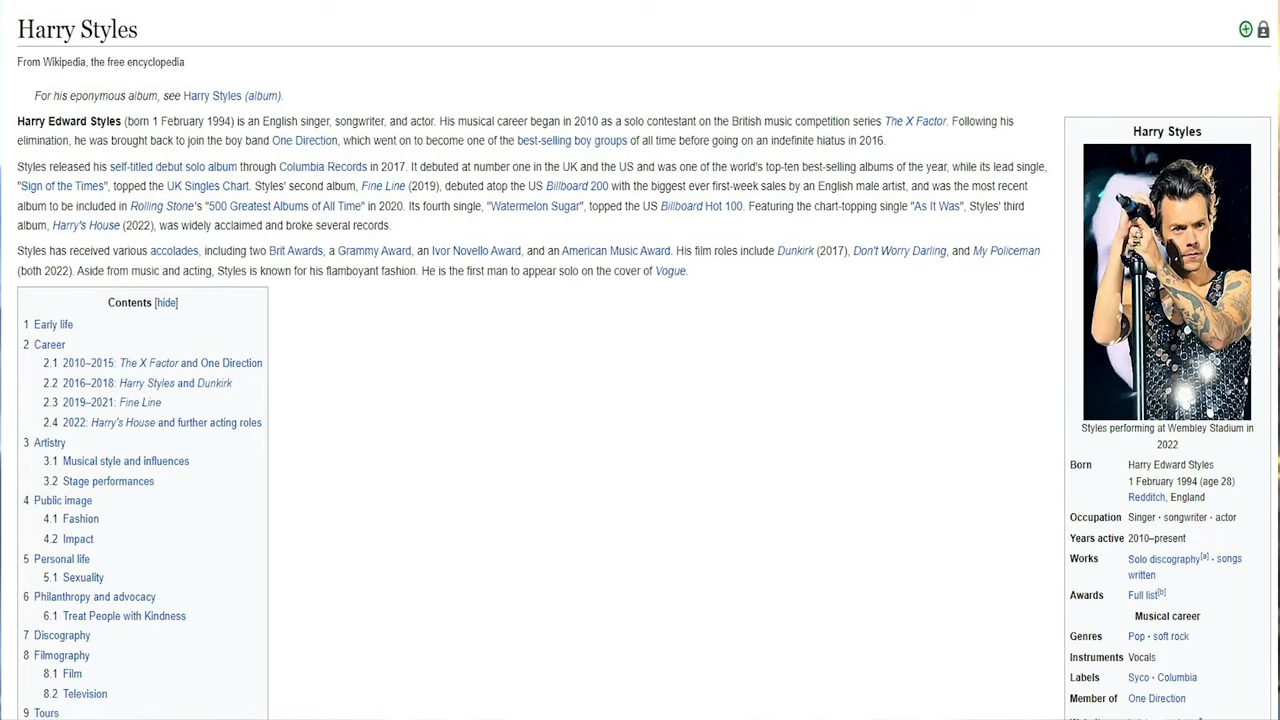 Harry Styles
From Wikipedia, the free encyclopedia
For his eponymous album, see Harry Styles (album).
Harry Edward Styles (born 1 February 1994) is an English singer, songwriter, and actor. His musical career began in 2010 as a solo contestant on the British music competition series The X Factor. Following his
elimination, he was brought back to join the boy band One Direction, which went on to become one of the best-selling boy groups of all time before going on an indefinite hiatus in 2016.
Styles released his self-titled debut solo album through Columbia Records in 2017. It debuted at number one in the UK and the US and was one of the world's top-ten best-selling albums of the year, while its lead single,
"Sign of the Times", topped the UK Singles Chart. Styles' second album, Fine Line (2019), debuted atop the US Billboard 200 with the biggest ever first-week sales by an English male artist, and was the most recent
album to be included in Rolling Stone's "500 Greatest Albums of All Time" in 2020. Its fourth single, "Watermelon Sugar", topped the US Billboard Hot 100. Featuring the chart-topping single "As It Was", Styles' third
album, Harry's House (2022), was widely acclaimed and broke several records.
Styles has received various accolades, including two Brit Awards, a Grammy Award, an Ivor Novello Award, and an American Music Award. His film roles include Dunkirk (2017), Don't Worry Darling, and My Policeman
(both 2022). Aside from music and acting, Styles is known for his flamboyant fashion. He is the first man to appear solo on the cover of Vogue.
Contents [hide]
1 Early life
2 Career
2.1 2010–2015: The X Factor and One Direction
2.2 2016–2018: Harry Styles and Dunkirk
2.3 2019–2021: Fine Line
2.4 2022: Harry's House and further acting roles
3 Artistry
3.1 Musical style and influences
3.2 Stage performances
4 Public image
4.1 Fashion
4.2 Impact
5 Personal life
5.1 Sexuality
6 Philanthropy and advocacy
6.1 Treat People with Kindness
7 Discography
8 Filmography
8.1 Film
8.2 Television
9 Tours
Harry Styles
Styles performing at Wembley Stadium in
2022
Born Harry Edward Styles
1 February 1994 (age 28)
Redditch, England
Occupation Singer · songwriter · actor
Years active 2010–present
Works Solo discography[a] · songs
written
Awards Full list[b]
Musical career
Genres Pop · soft rock
Instruments Vocals
Labels Syco · Columbia
Member of One Direction